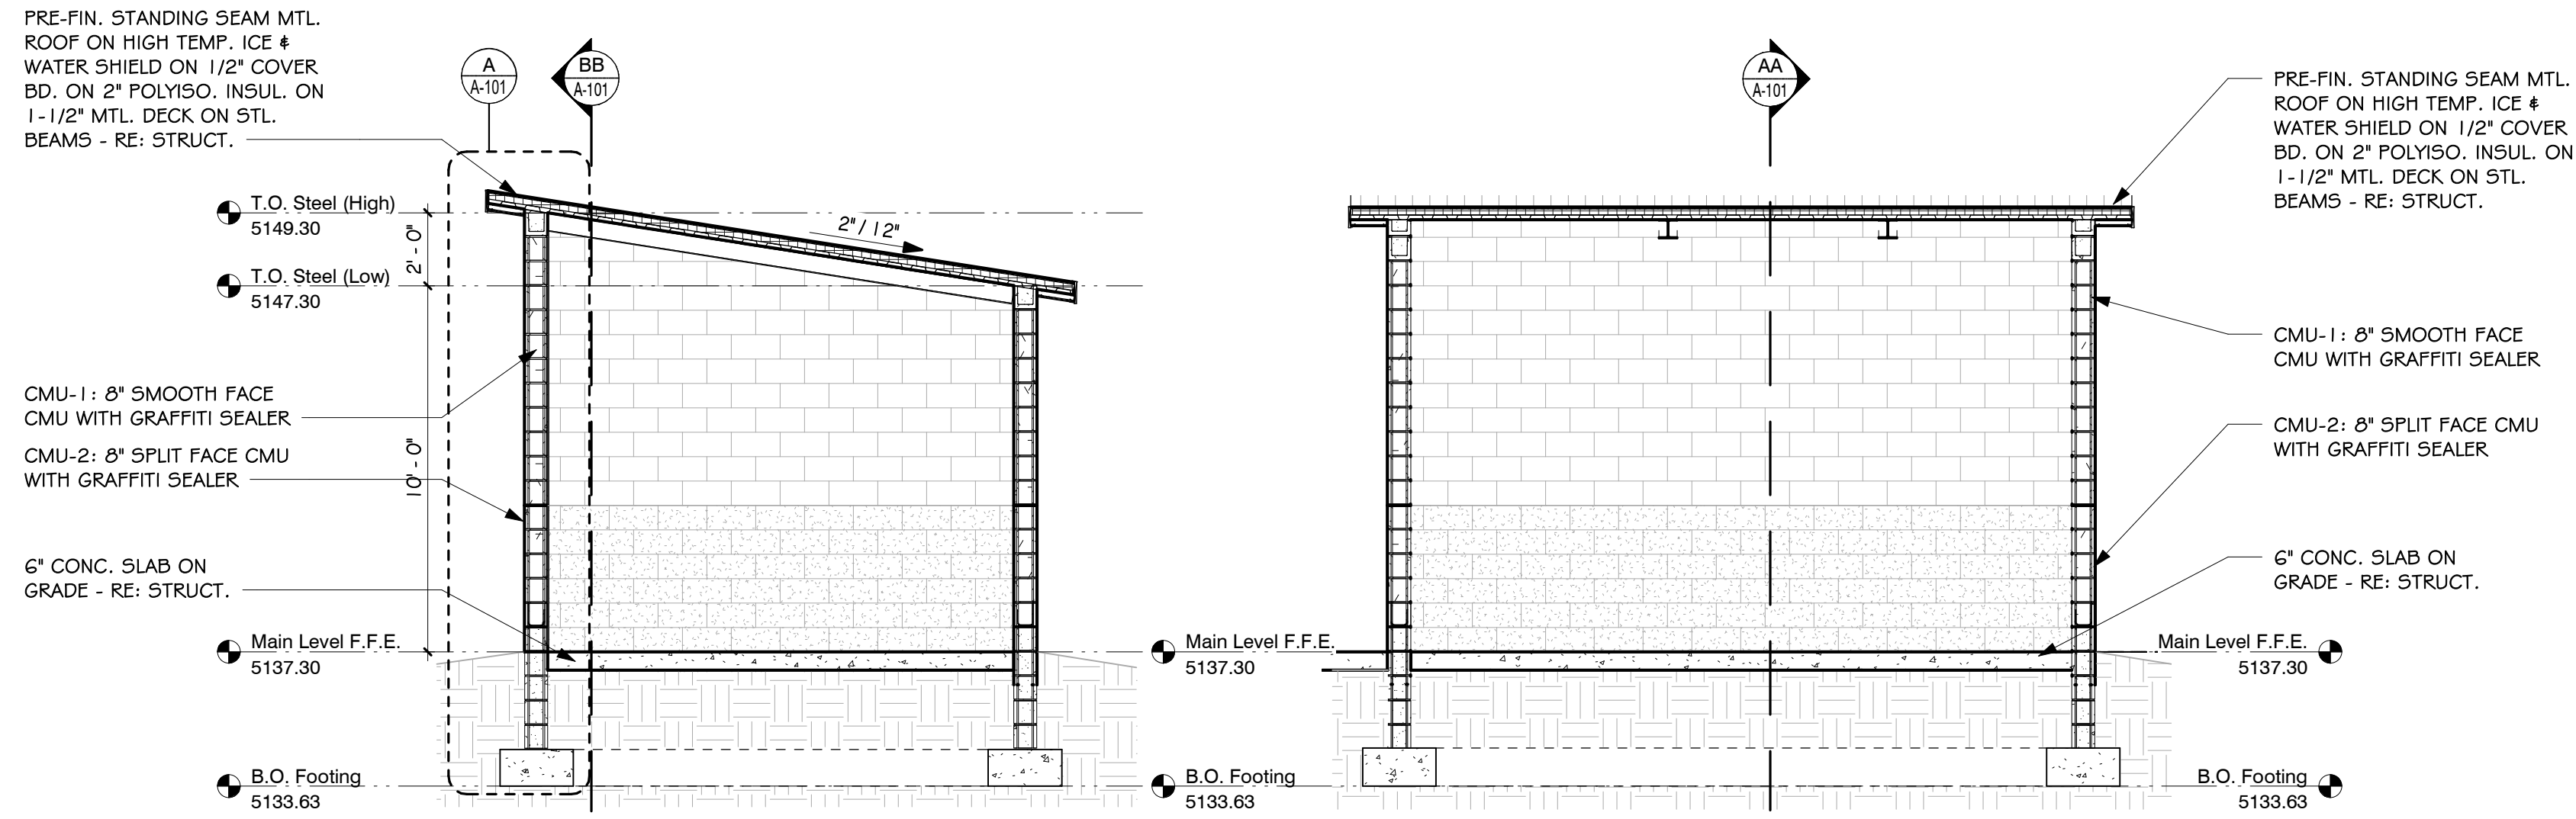 PRE-FIN. STANDING SEAM MTL.
ROOF ON HIGH TEMP. ICE &
WATER SHIELD ON 1/2" COVER
BD. ON 2" POLYISO. INSUL. ON
1-1/2" MTL. DECK ON STL.
BEAMS - RE: STRUCT.
A
A-101
BB
A-101
T.O. Steel (High)
5149.30
2' - 0"
T.O. Steel (Low)
5147.30
2" / 12"
CMU-1: 8" SMOOTH FACE
CMU WITH GRAFFITI SEALER
10' - 0"
CMU-2: 8" SPLIT FACE CMU
WITH GRAFFITI SEALER
6" CONC. SLAB ON
GRADE - RE: STRUCT.
Main Level F.F.E.
5137.30
B.O. Footing
5133.63
AA
A-101
PRE-FIN. STANDING SEAM MTL.
ROOF ON HIGH TEMP. ICE &
WATER SHIELD ON 1/2" COVER
BD. ON 2" POLYISO. INSUL. ON
1-1/2" MTL. DECK ON STL.
BEAMS - RE: STRUCT.
CMU-1: 8" SMOOTH FACE
CMU WITH GRAFFITI SEALER
CMU-2: 8" SPLIT FACE CMU
WITH GRAFFITI SEALER
6" CONC. SLAB ON
GRADE - RE: STRUCT.
Main Level F.F.E.
5137.30
Main Level F.F.E.
5137.30
B.O. Footing
5133.63
B.O. Footing
5133.63